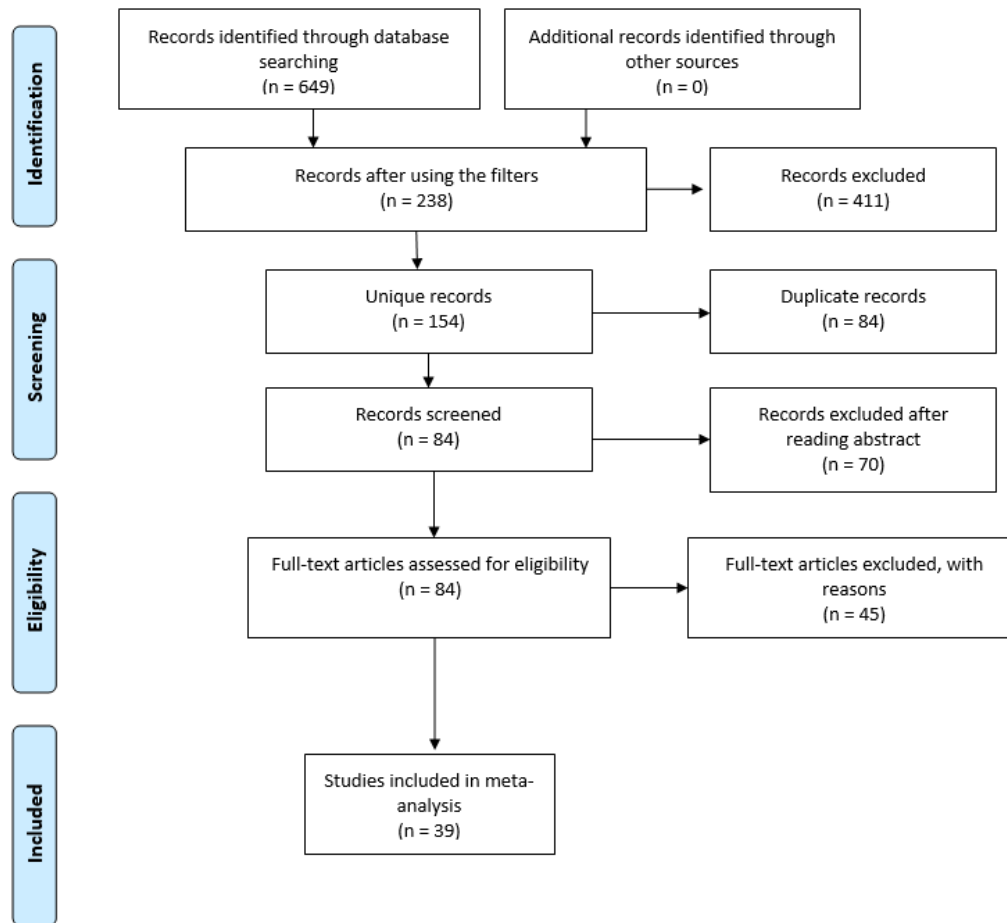 Identification
Records identified through database
searching
(n = 649)
Additional records identified through
other sources
(n = 0)
Records after using the filters
(n = 238)
Records excluded
(n = 411)
Screening
Unique records
(n = 154)
Duplicate records
(n = 84)
Records screened
(n = 84)
Records excluded after
reading abstract
(n = 70)
Eligibility
Full-text articles assessed for eligibility
(n = 84)
Full-text articles excluded, with
reasons
(n = 45)
Included
Studies included in meta-
analysis
(n = 39)